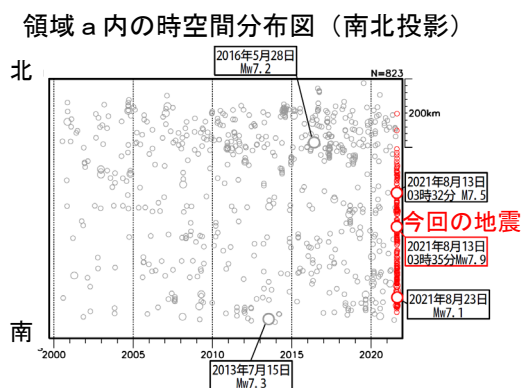 領域ａ内の時空間分布図（南北投影）
2016年5月28日
Mw7.2
北
N=823
200km
2021年8月13日
03時32分 M7.5
今回の地震
2021年8月13日
03時35分Mw7.9
2021年8月23日
Mw7.1
南
2000 2005 2010 2015 2020
2013年7月15日
Mw7.3